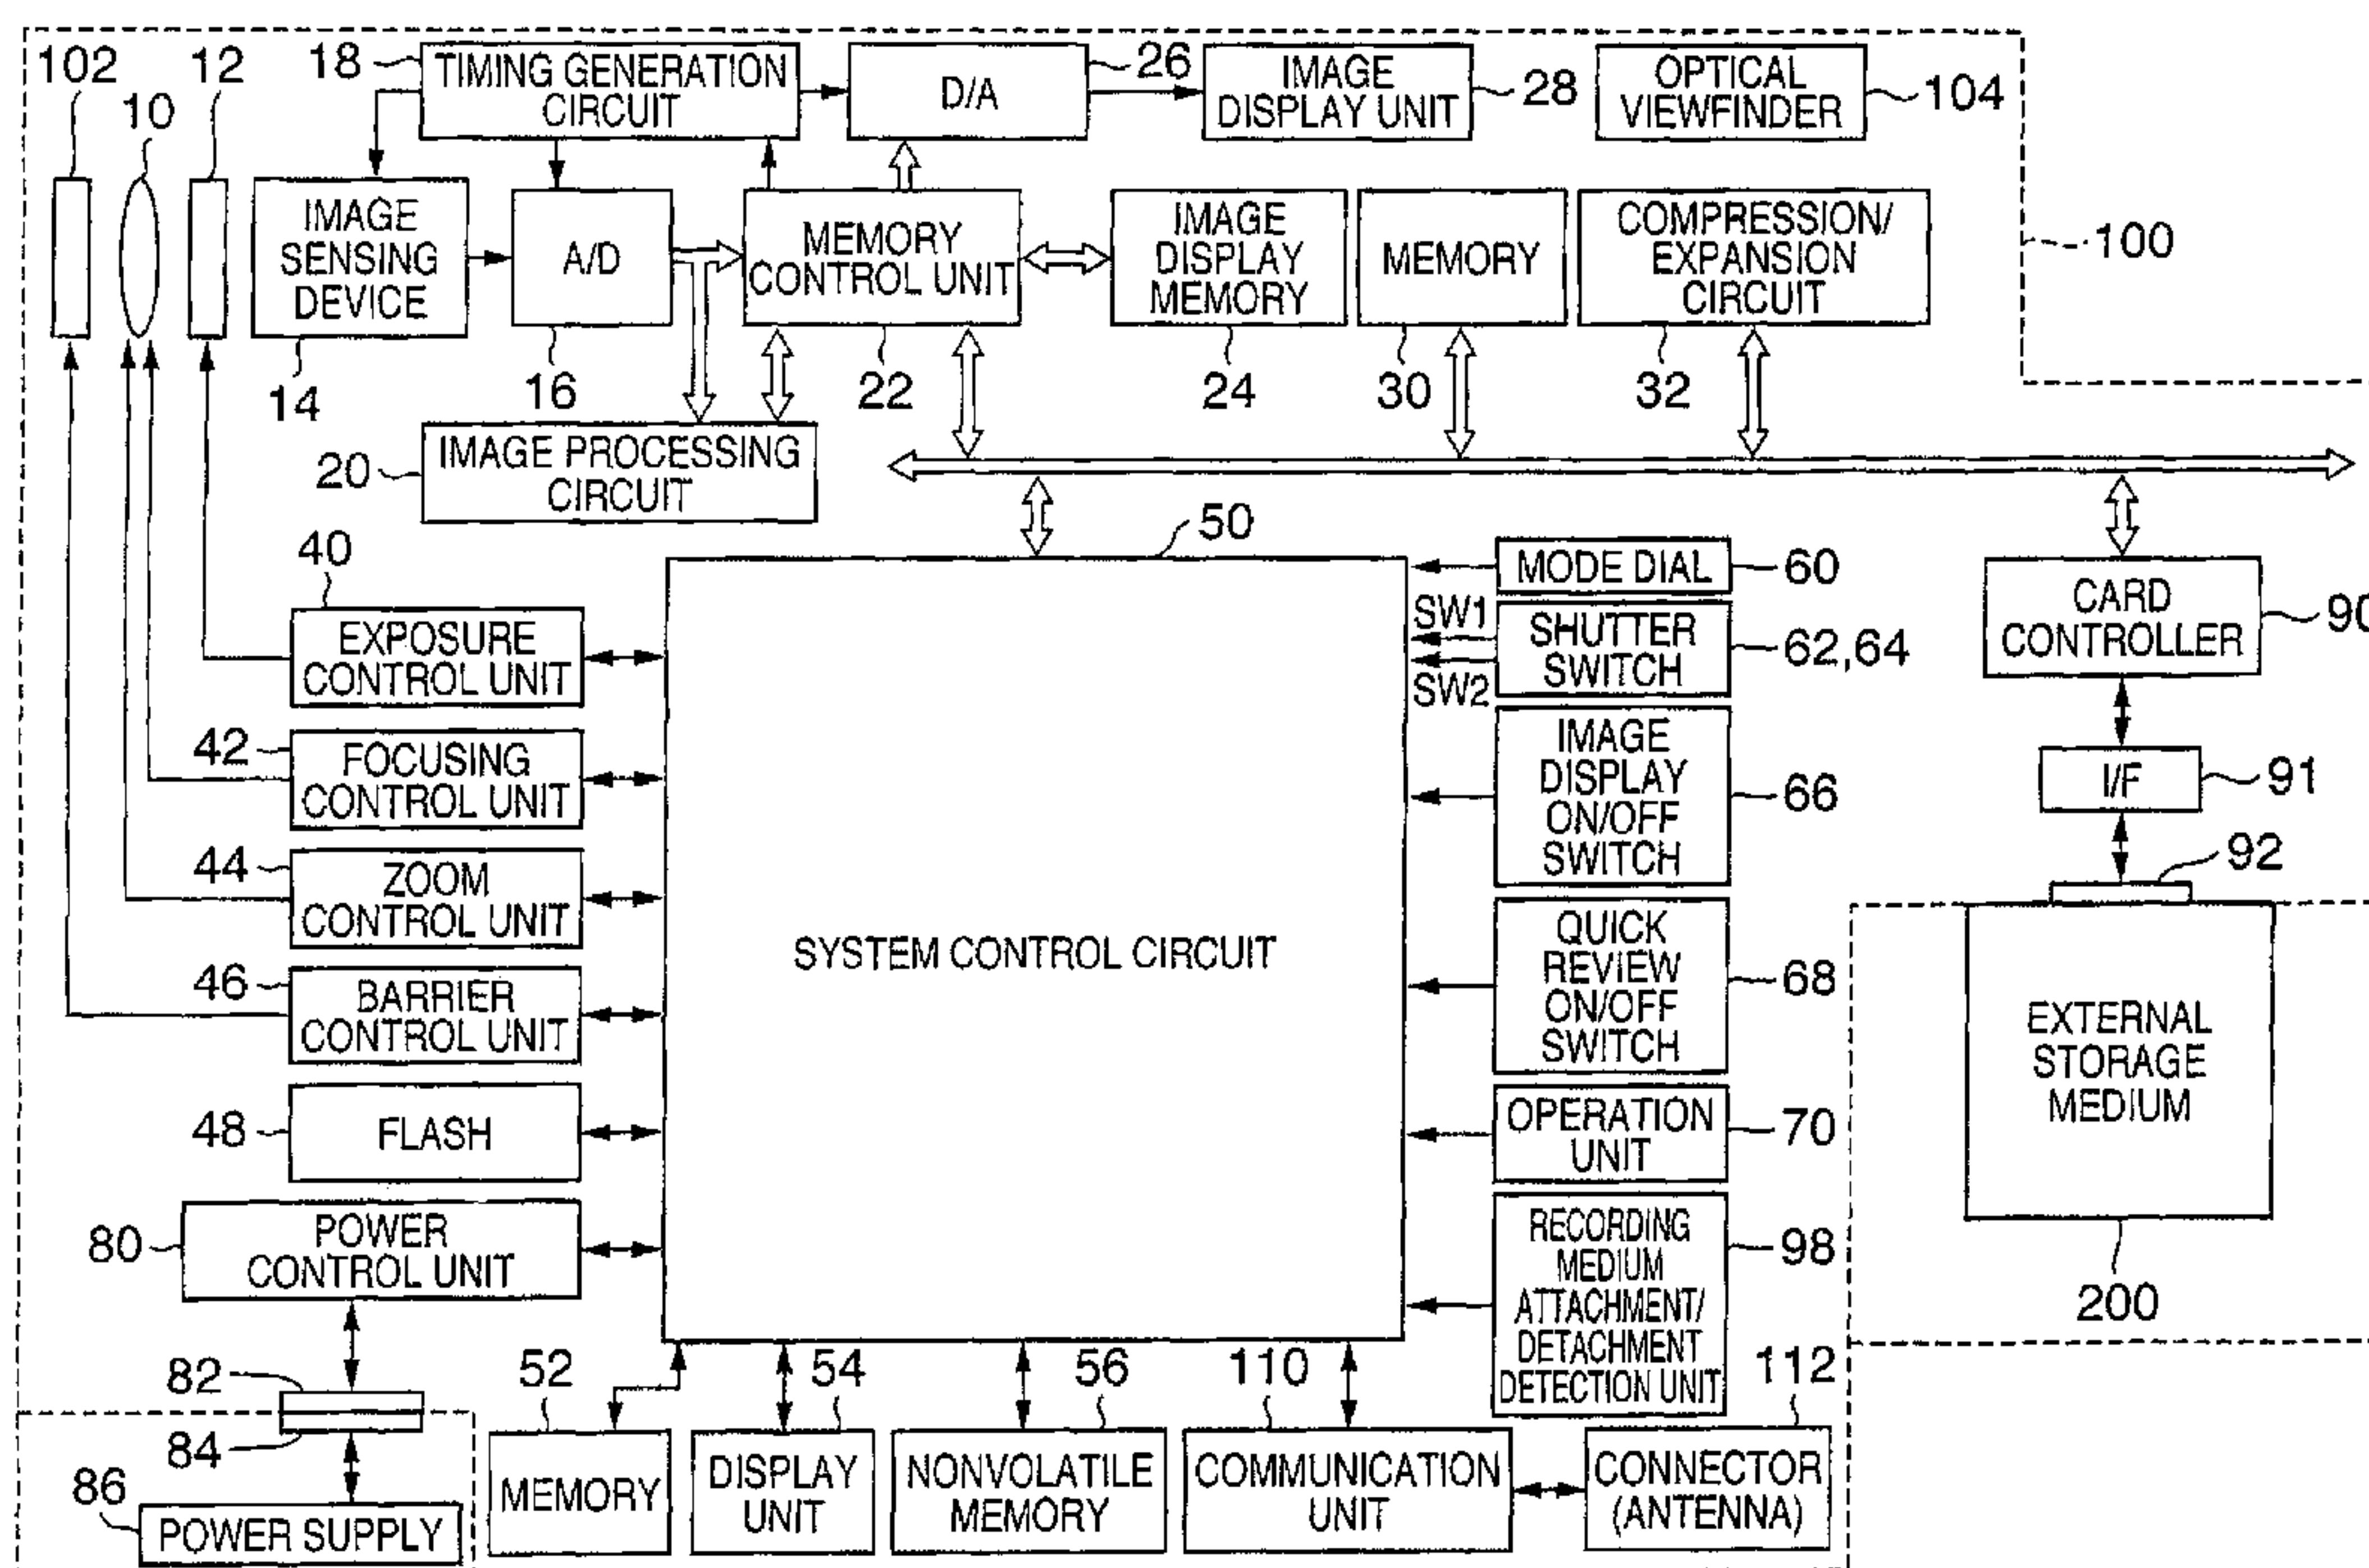 102
10
12
18
TIMING GENERATION
CIRCUIT
D/A
26
IMAGE
DISPLAY UNIT
28
OPTICAL
VIEWFINDER
104
100
IMAGE
SENSING
DEVICE
14
A/D
16
MEMORY
CONTROL UNIT
22
IMAGE
DISPLAY
MEMORY
24
MEMORY
30
COMPRESSION/
EXPANSION
CIRCUIT
32
20
IMAGE PROCESSING
CIRCUIT
50
SYSTEM CONTROL CIRCUIT
40
EXPOSURE
CONTROL UNIT
42
FOCUSING
CONTROL UNIT
44
ZOOM
CONTROL UNIT
46
BARRIER
CONTROL UNIT
48
FLASH
80
POWER
CONTROL UNIT
82
84
86
POWER SUPPLY
MODE DIAL
60
SW1
SW2
SHUTTER
SWITCH
62,64
IMAGE
DISPLAY
ON/OFF
SWITCH
66
QUICK
REVIEW
ON/OFF
SWITCH
68
OPERATION
UNIT
70
RECORDING
MEDIUM
ATTACHMENT/
DETACHMENT
DETECTION UNIT
98
CARD
CONTROLLER
90
I/F
91
92
EXTERNAL
STORAGE
MEDIUM
200
52
MEMORY
54
DISPLAY
UNIT
56
NONVOLATILE
MEMORY
110
COMMUNICATION
UNIT
112
CONNECTOR
(ANTENNA)